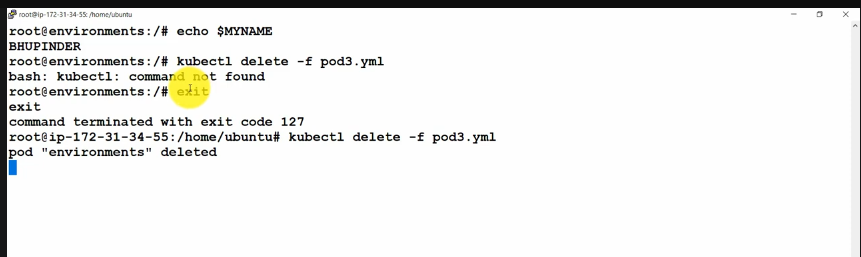 root@ip-172-31-34-55: /home/ubuntu
root@environments:/# echo $MYNAME
BHUPINDER
root@environments:/# kubectl delete -f pod3.yml
bash: kubectl: command not found
root@environments:/# exit
exit
command terminated with exit code 127
root@ip-172-31-34-55:/home/ubuntu# kubectl delete -f pod3.yml
pod "environments" deleted